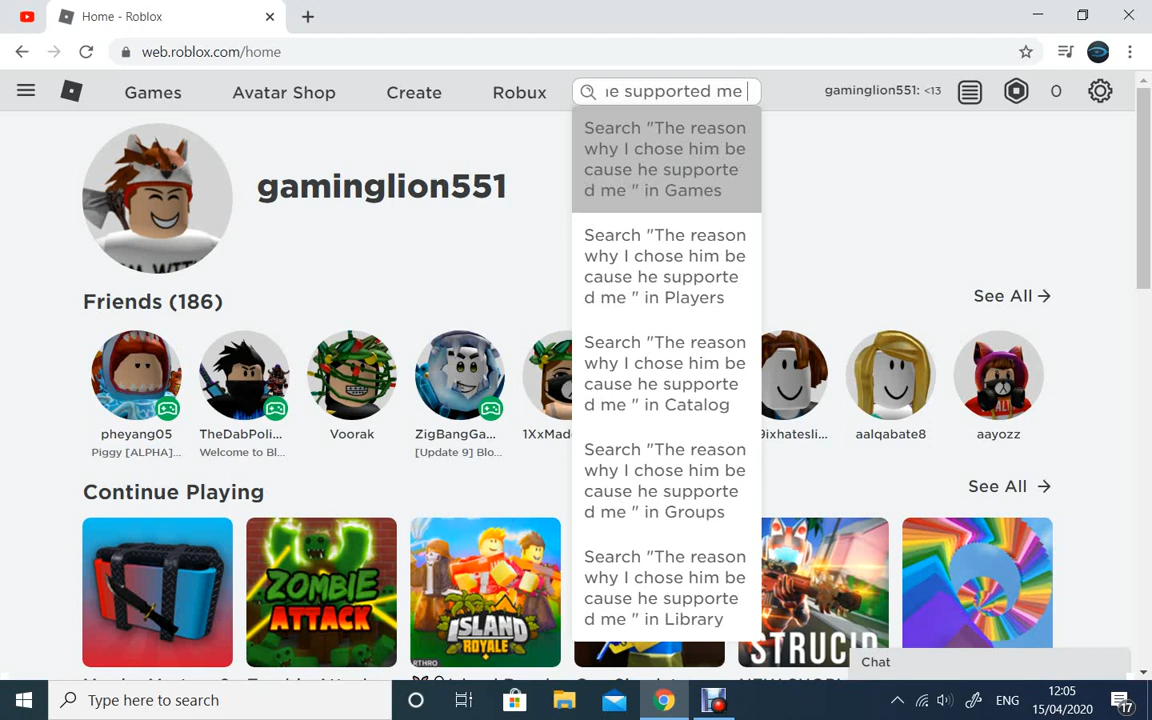 Home - Roblox
web.roblox.com/home
Games
Avatar Shop
Create
Robux
ıe supported me
gaminglion551: <13
0
gaminglion551
Search "The reason
why I chose him be
cause he supporte
d me " in Games
Search "The reason
why I chose him be
cause he supporte
d me " in Players
Search "The reason
why I chose him be
cause he supporte
d me " in Catalog
Search "The reason
why I chose him be
cause he supporte
d me " in Groups
Search "The reason
why I chose him be
cause he supporte
d me " in Library
Friends (186)
See All
pheyang05
Piggy [ALPHA]...
TheDabPoli...
Welcome to Bl...
Voorak
ZigBangGa...
[Update 9] Blo...
1XxMad
9ixhatesli...
aalqabate8
aayozz
Continue Playing
See All
ZOMBIE
ATTACK
ISLAND
ROYALE
RTHRO
STRUCID
Chat
Type here to search
ENG
12:05
15/04/2020
17